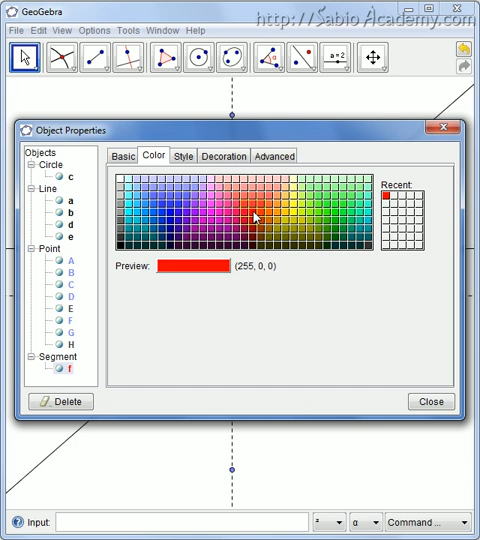 GeoGebra
http://Sabio Academy.com
File Edit View Options Tools Window Help
a = 2
Object Properties
Objects
Circle
c
Line
a
b
d
e
Point
A
B
C
D
E
F
G
H
Segment
f
Basic Color Style Decoration Advanced
Recent:
Preview: (255, 0, 0)
Delete
Close
Input:
²
α
Command ...